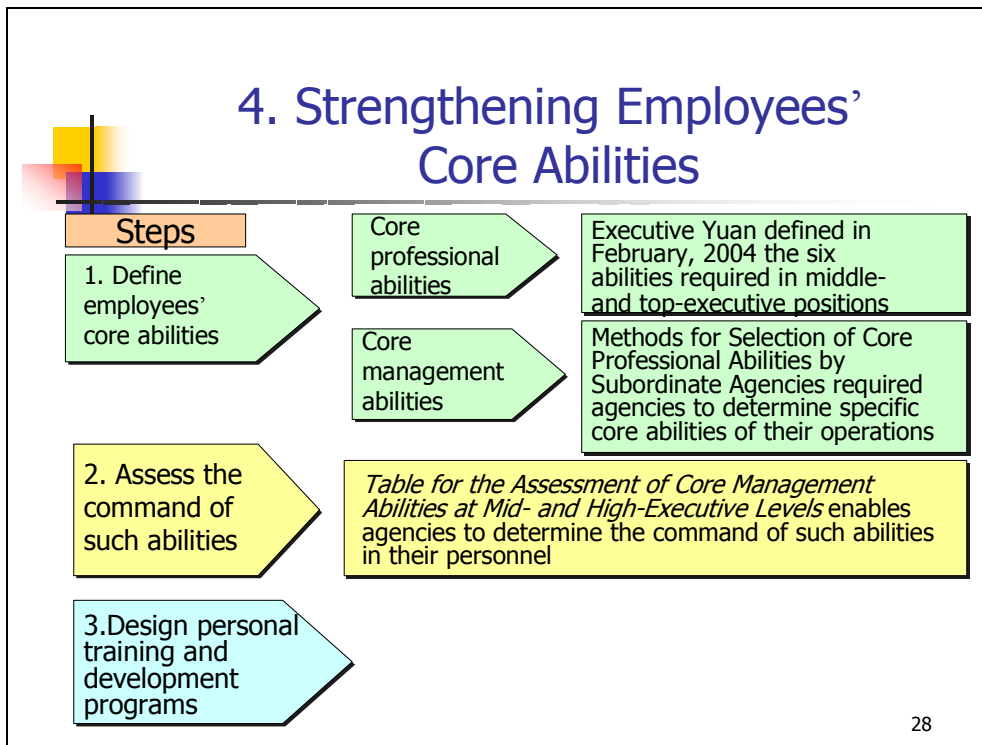 4. Strengthening Employees’
Core Abilities
Steps
1. Define
employees’
core abilities
Core
professional
abilities
Executive Yuan defined in
February, 2004 the six
abilities required in middle-
and top-executive positions
Core
management
abilities
Methods for Selection of Core
Professional Abilities by
Subordinate Agencies required
agencies to determine specific
core abilities of their operations
2. Assess the
command of
such abilities
Table for the Assessment of Core Management
Abilities at Mid- and High-Executive Levels enables
agencies to determine the command of such abilities
in their personnel
3.Design personal
training and
development
programs
28